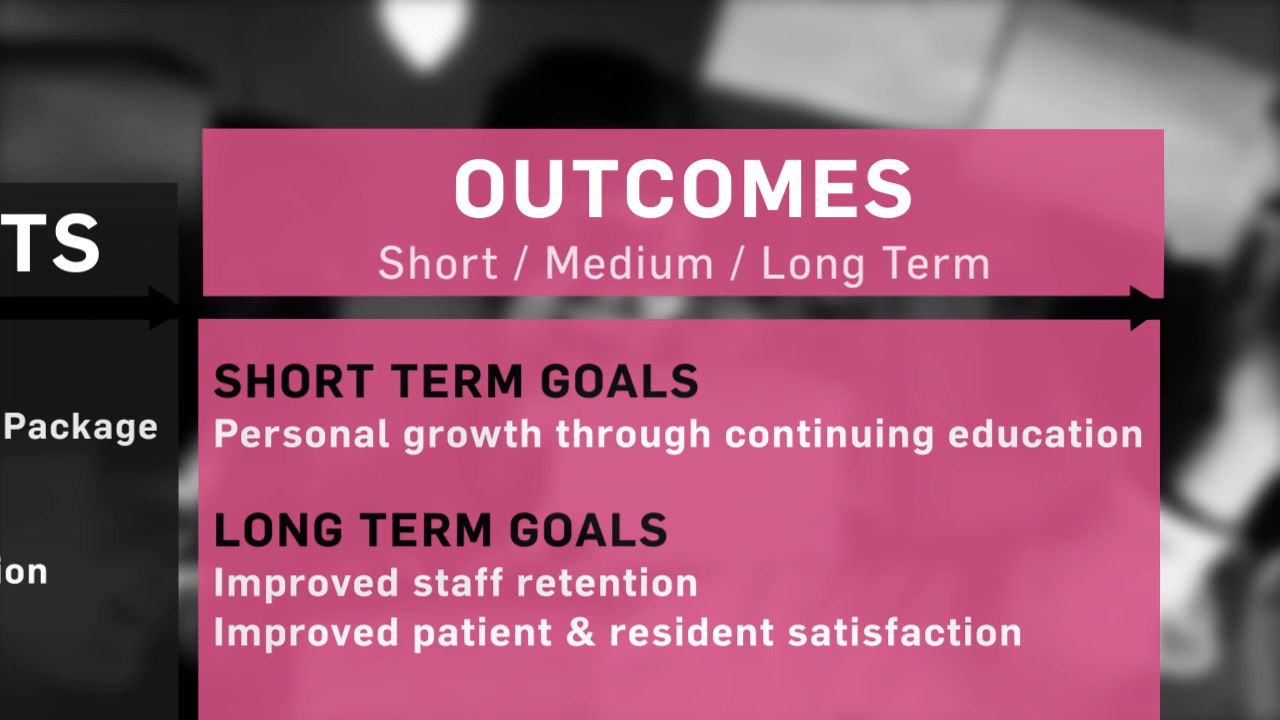 TS
Package
ion
OUTCOMES
Short / Medium / Long Term
SHORT TERM GOALS
Personal growth through continuing education
LONG TERM GOALS
Improved staff retention
Improved patient & resident satisfaction